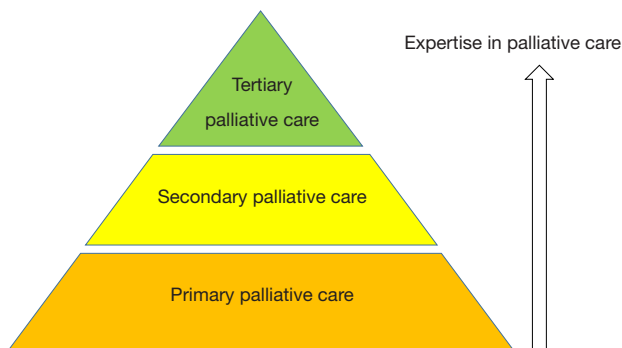 Expertise in palliative care
Tertiary
palliative care
Secondary palliative care
Primary palliative care